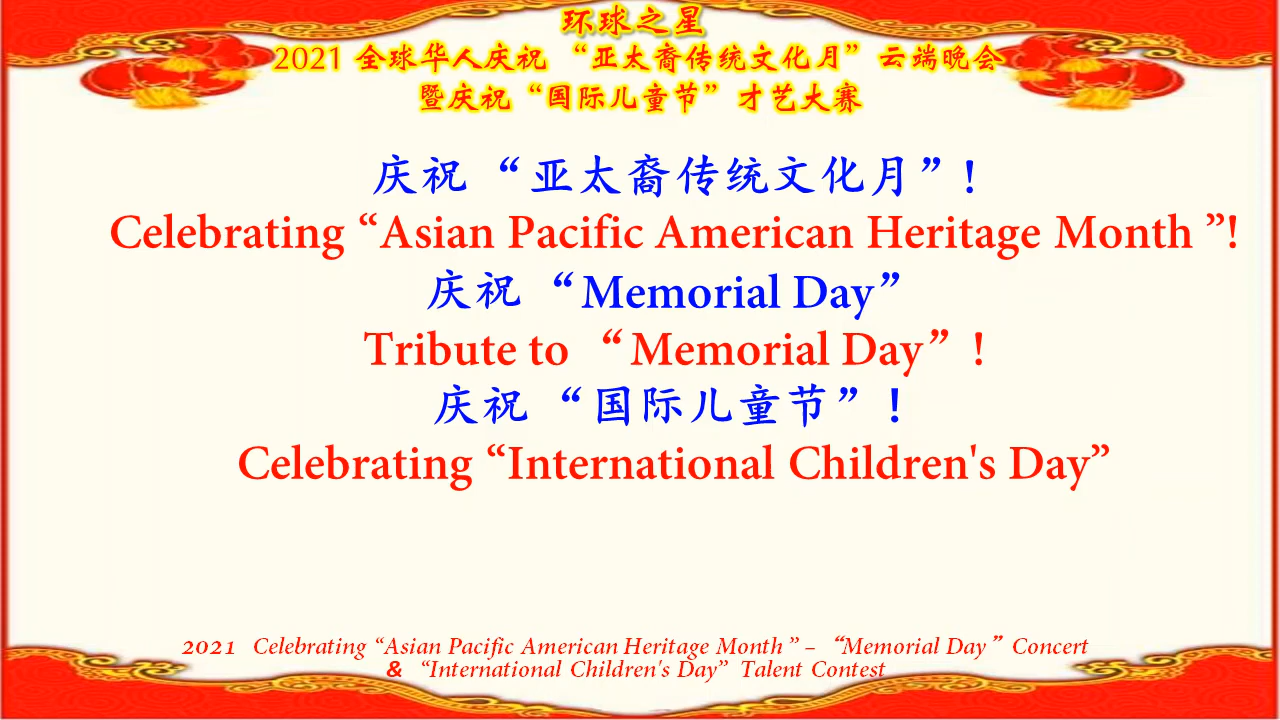 环球之星
2021 全球华人庆祝 “亚太裔传统文化月” 云端晚会
暨庆祝 “国际儿童节” 才艺大赛
庆祝 “亚太裔传统文化月”!
Celebrating “Asian Pacific American Heritage Month ”!
庆祝 “Memorial Day”
Tribute to “Memorial Day” !
庆祝 “国际儿童节” !
Celebrating “International Children's Day”
2021 Celebrating “Asian Pacific American Heritage Month ” – “Memorial Day” Concert
& “International Children's Day” Talent Contest